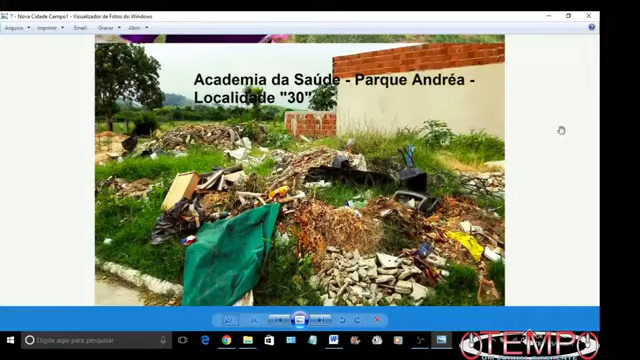 7 - Nova Cidade Campo1 - Visualizador de Fotos do Windows
Arquivo Imprimir Email Gravar Abrir
Academia da Saúde - Parque Andréa -
Localidade "30"
Digite aqui para pesquisar
OTEMPO